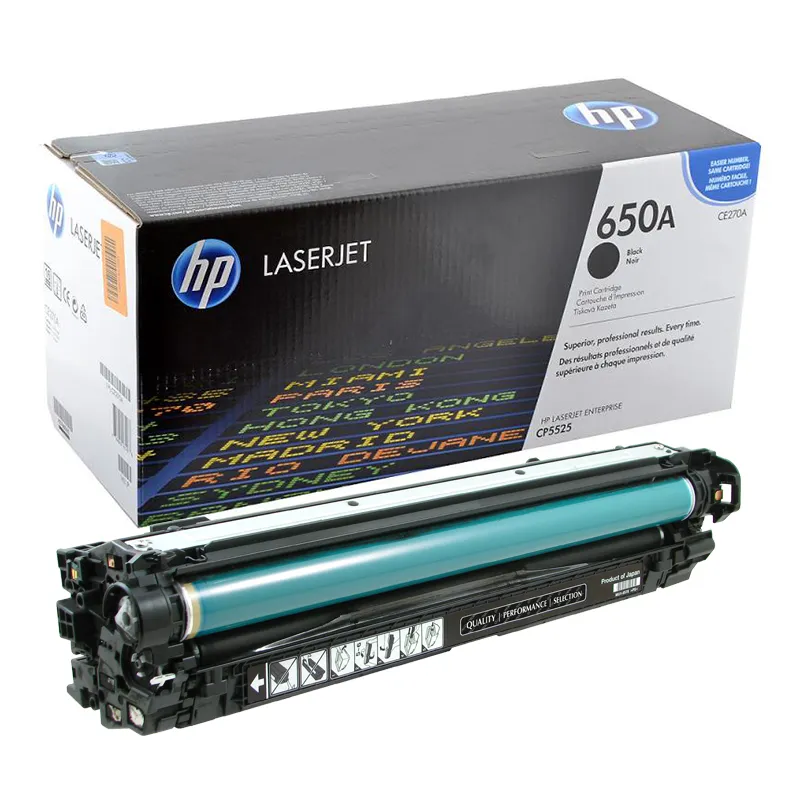 hp
EASIER NUMBER,
SAME CARTRIDGE!
NUMÉRO FACILE,
MÊME CARTOUCHE !
650A
CE270A
Black
Noir
Print Cartridge
Cartouche d'impression
Tisková Kazeta
Superior, professional results. Every time.
Des résultats professionnels et de qualité
supérieure à chaque impression.
HP LASERJET ENTERPRISE
CP5525
hp
LASERJET
hp
LASERJET
ANGELES
LONDON
MIAMI
PARIS
TOKYO
HONG KONG
NEW YORK
MADRID
RIO DEJANE
SYDNEY
Product of Japan
QUALITY | PERFORMANCE | SELECTION